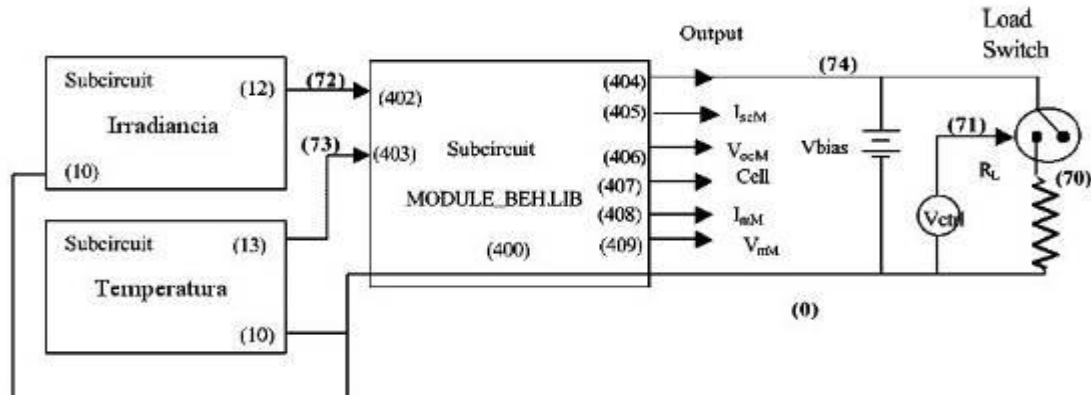 Output
Load
Switch
Subcircuit
(12)
Irradiancia
(10)
(72)
(73)
(402)
(403)
Subcircuit
MODULE_BEH.LIB
(400)
(404)
(405)
(406)
(407)
(408)
(409)
IscM
VocM
Cell
ImM
VmM
(74)
Vbias
(71)
RL
(70)
Vctrl
Subcircuit
(13)
Temperatura
(10)
(0)